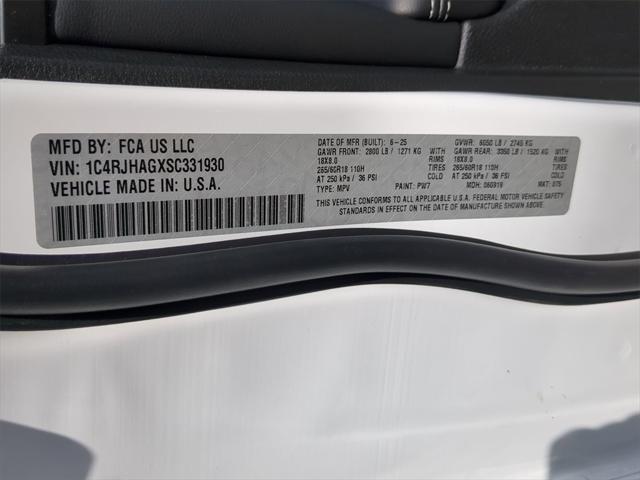 MFD BY: FCA US LLC
VIN: 1C4RJHAGXSC331930
VEHICLE MADE IN: U.S.A.
DATE OF MFR (BUILT): 6-25
GVWR: 6050 LB / 2745 KG
GAWR FRONT: 2800 LB / 1271 KG WITH
GAWR REAR: 3350 LB / 1520 KG WITH
18X8.0 RIMS
18X8.0 RIMS
265/60R18 110H TIRES
265/60R18 110H TIRES
AT 250 kPa / 36 PSI COLD
AT 250 kPa / 36 PSI COLD
TYPE: MPV PAINT: PW7 MDH: 060919 MAT: 875
THIS VEHICLE CONFORMS TO ALL APPLICABLE U.S.A. FEDERAL MOTOR VEHICLE SAFETY
STANDARDS IN EFFECT ON THE DATE OF MANUFACTURE SHOWN ABOVE.